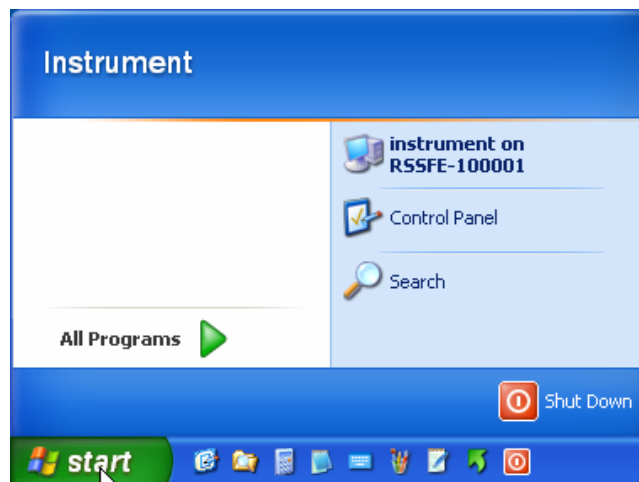 Instrument
instrument on
RSSFE-100001
Control Panel
Search
All Programs
Shut Down
start